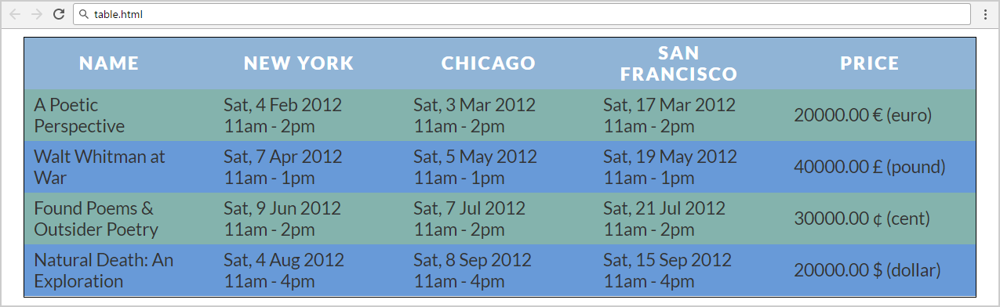 table.html
NAME NEW YORK CHICAGO SAN FRANCISCO PRICE
A Poetic Perspective Sat, 4 Feb 2012 11am - 2pm Sat, 3 Mar 2012 11am - 2pm Sat, 17 Mar 2012 11am - 2pm 20000.00 € (euro)
Walt Whitman at War Sat, 7 Apr 2012 11am - 1pm Sat, 5 May 2012 11am - 1pm Sat, 19 May 2012 11am - 1pm 40000.00 £ (pound)
Found Poems & Outsider Poetry Sat, 9 Jun 2012 11am - 2pm Sat, 7 Jul 2012 11am - 2pm Sat, 21 Jul 2012 11am - 2pm 30000.00 ¢ (cent)
Natural Death: An Exploration Sat, 4 Aug 2012 11am - 4pm Sat, 8 Sep 2012 11am - 4pm Sat, 15 Sep 2012 11am - 4pm 20000.00 $ (dollar)